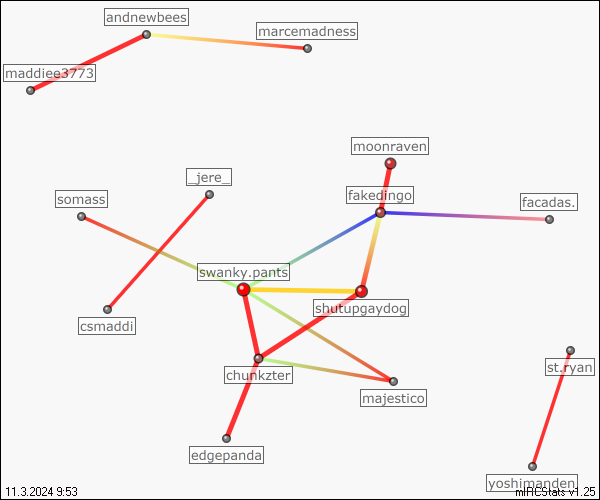 andnewbees
marcemadness
maddiee3773
moonraven
_jere_
fakedingo
somass
facadas.
swanky.pants
shutupgaydog
csmaddi
st.ryan
chunkzter
majestico
edgepanda
yoshimanden
11.3.2024 9:53
mIRCStats v1.25